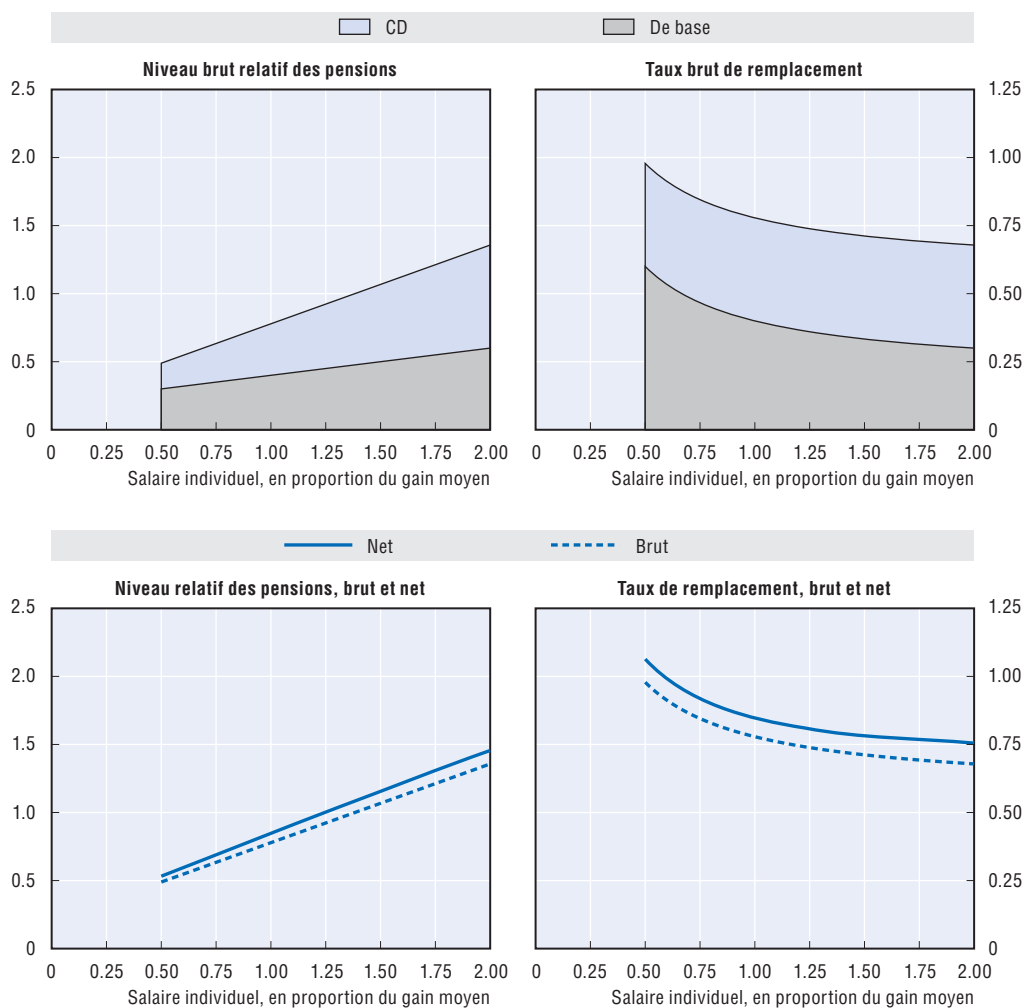 CD De base
Niveau brut relatif des pensions
2.5
2.0
1.5
1.0
0.5
0
0 0.25 0.50 0.75 1.00 1.25 1.50 1.75 2.00
Salaire individuel, en proportion du gain moyen
Taux brut de remplacement
1.25
1.00
0.75
0.50
0.25
0
0 0.25 0.50 0.75 1.00 1.25 1.50 1.75 2.00
Salaire individuel, en proportion du gain moyen
Net Brut
Niveau relatif des pensions, brut et net
2.5
2.0
1.5
1.0
0.5
0
0 0.25 0.50 0.75 1.00 1.25 1.50 1.75 2.00
Salaire individuel, en proportion du gain moyen
Taux de remplacement, brut et net
1.25
1.00
0.75
0.50
0.25
0
0 0.25 0.50 0.75 1.00 1.25 1.50 1.75 2.00
Salaire individuel, en proportion du gain moyen